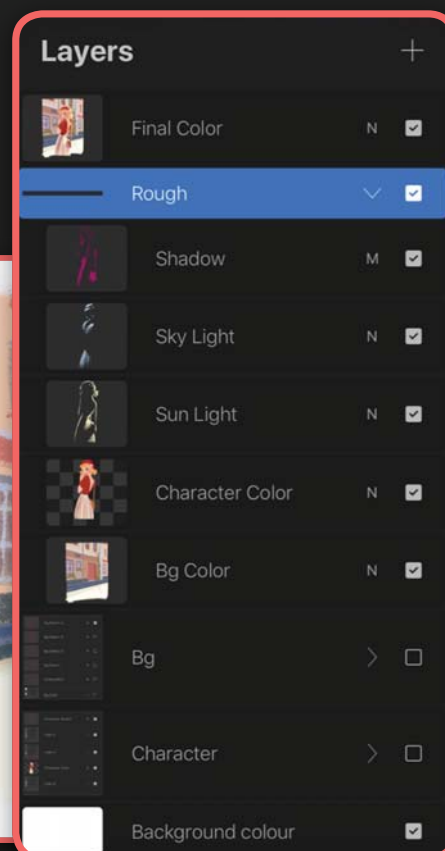 Layers
Final Color N
Rough
Shadow M
Sky Light N
Sun Light N
Character Color N
Bg Color N
Bg
Character
Background colour